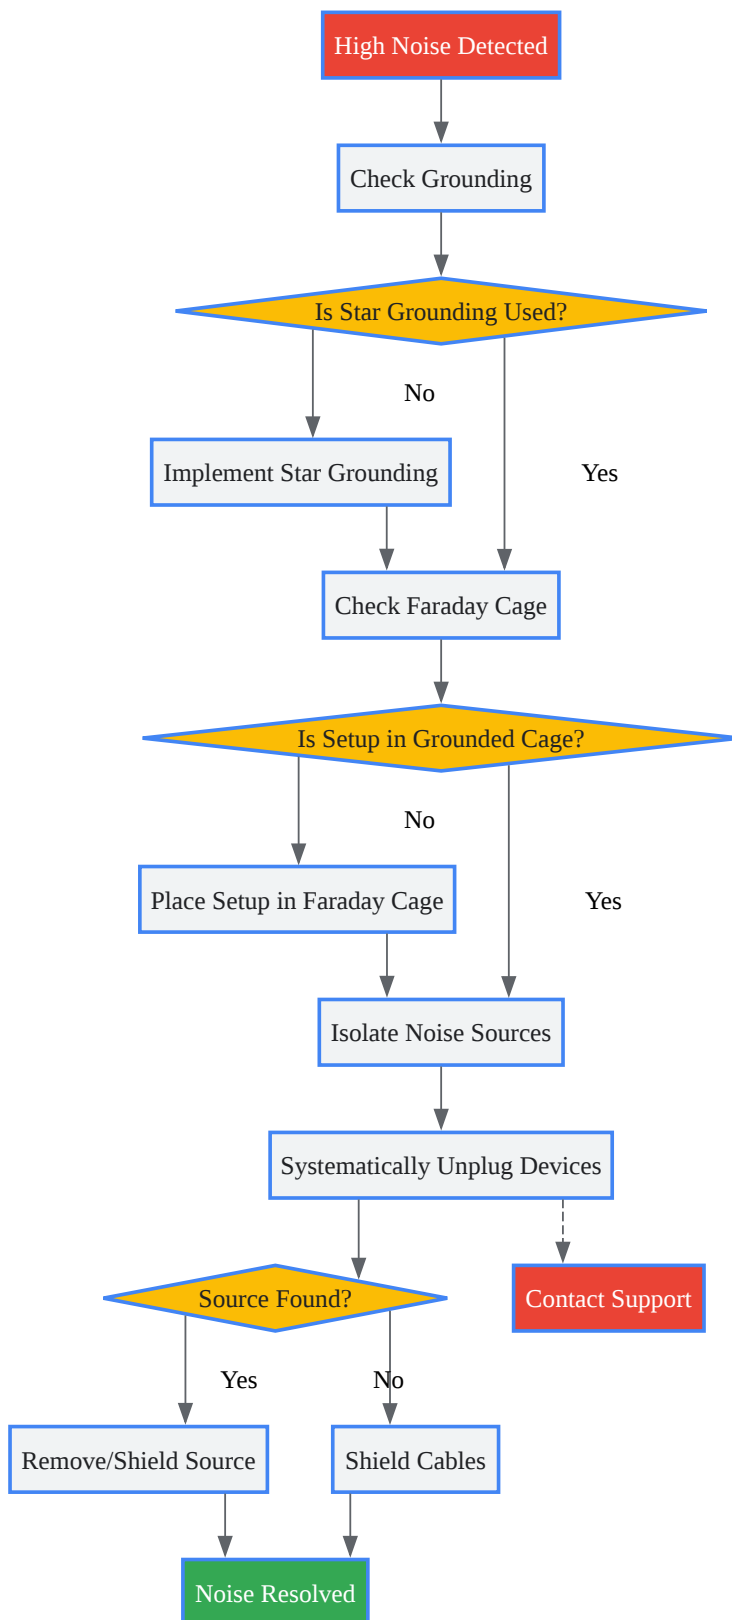 High Noise Detected
Check Grounding
Is Star Grounding Used?
No
Implement Star Grounding
Yes
Check Faraday Cage
Is Setup in Grounded Cage?
No
Place Setup in Faraday Cage
Yes
Isolate Noise Sources
Systematically Unplug Devices
Source Found?
Contact Support
Yes
No
Remove/Shield Source
Shield Cables
Noise Resolved